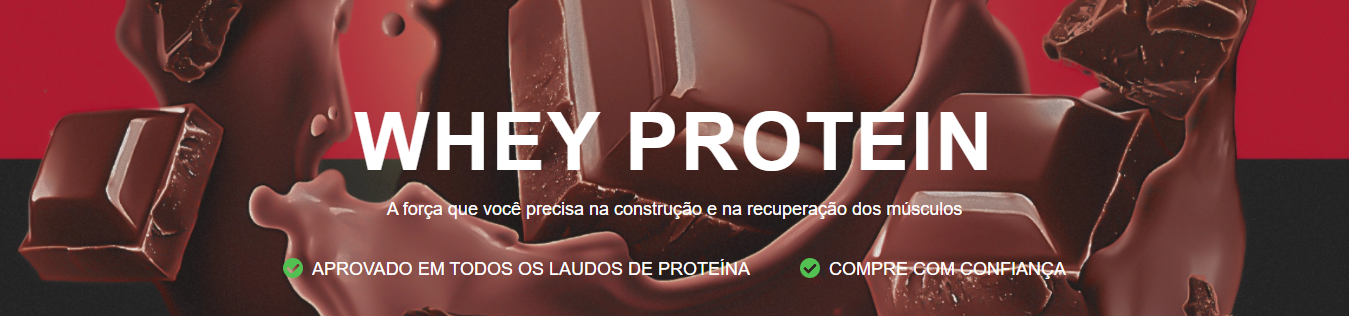 WHEY PROTEIN
A força que você precisa na construção e na recuperação dos músculos
APROVADO EM TODOS OS LAUDOS DE PROTEÍNA COMPRE COM CONFIANÇA